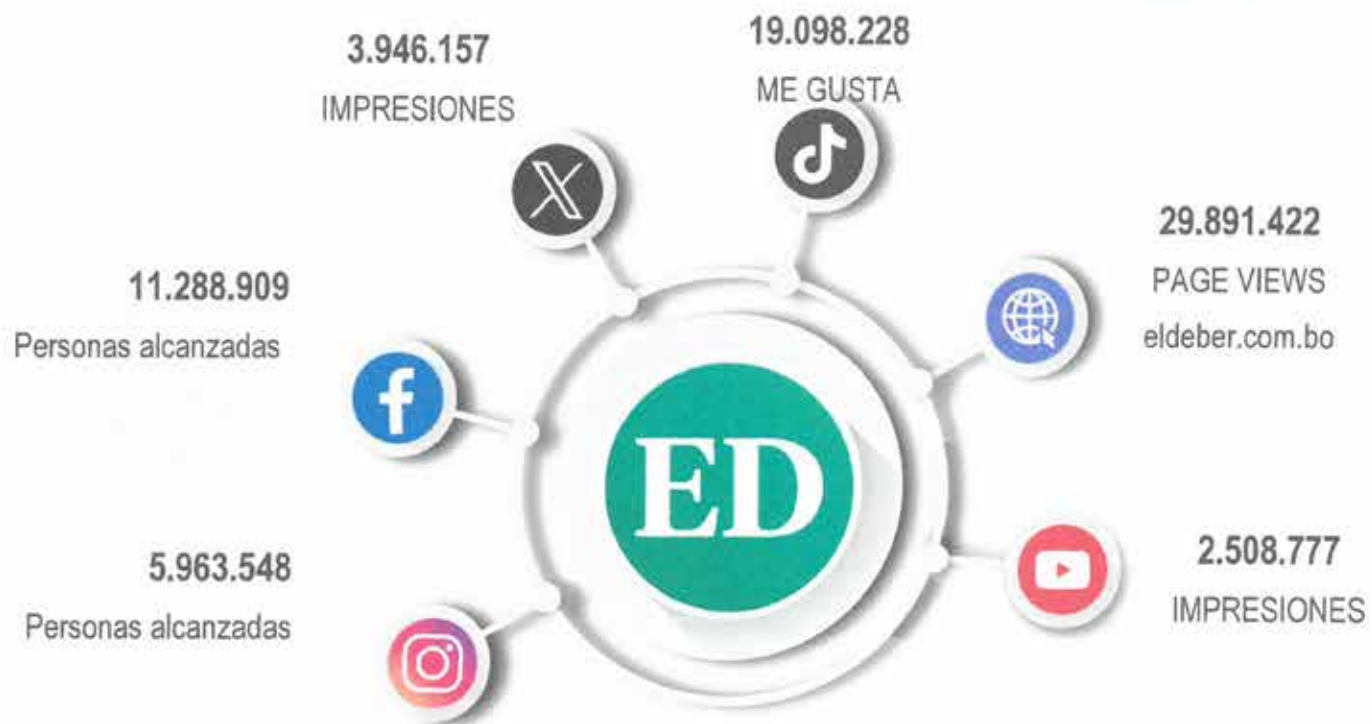 3.946.157
IMPRESIONES
19.098.228
ME GUSTA
11.288.909
Personas alcanzadas
29.891.422
PAGE VIEWS
eldeber.com.bo
ED
5.963.548
Personas alcanzadas
2.508.777
IMPRESIONES